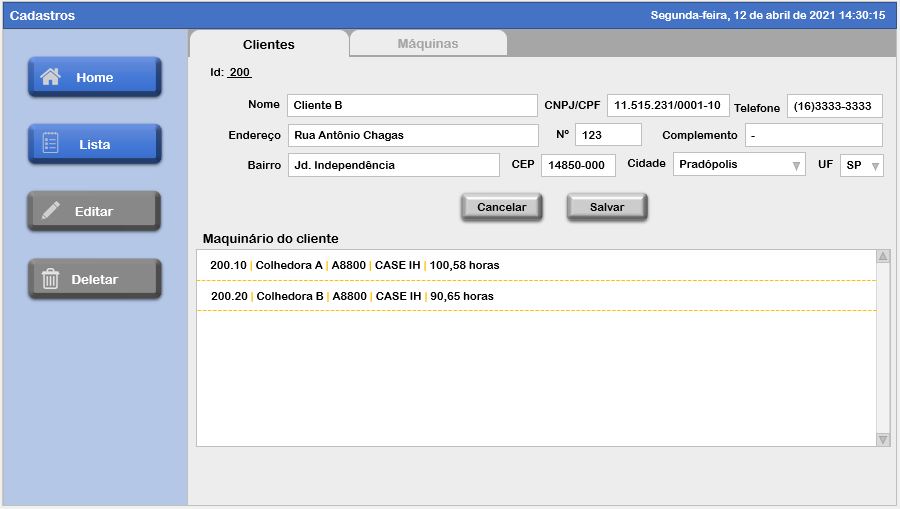 Cadastros Segunda-feira, 12 de abril de 2021 14:30:15
Clientes Máquinas
Home
Lista
Editar
Deletar
Id: 200
Nome Cliente B CNPJ/CPF 11.515.231/0001-10 Telefone (16)3333-3333
Endereço Rua Antônio Chagas Nº 123 Complemento -
Bairro Jd. Independência CEP 14850-000 Cidade Pradópolis UF SP
Cancelar Salvar
Maquinário do cliente
200.10 | Colhedora A | A8800 | CASE IH | 100,58 horas
200.20 | Colhedora B | A8800 | CASE IH | 90,65 horas